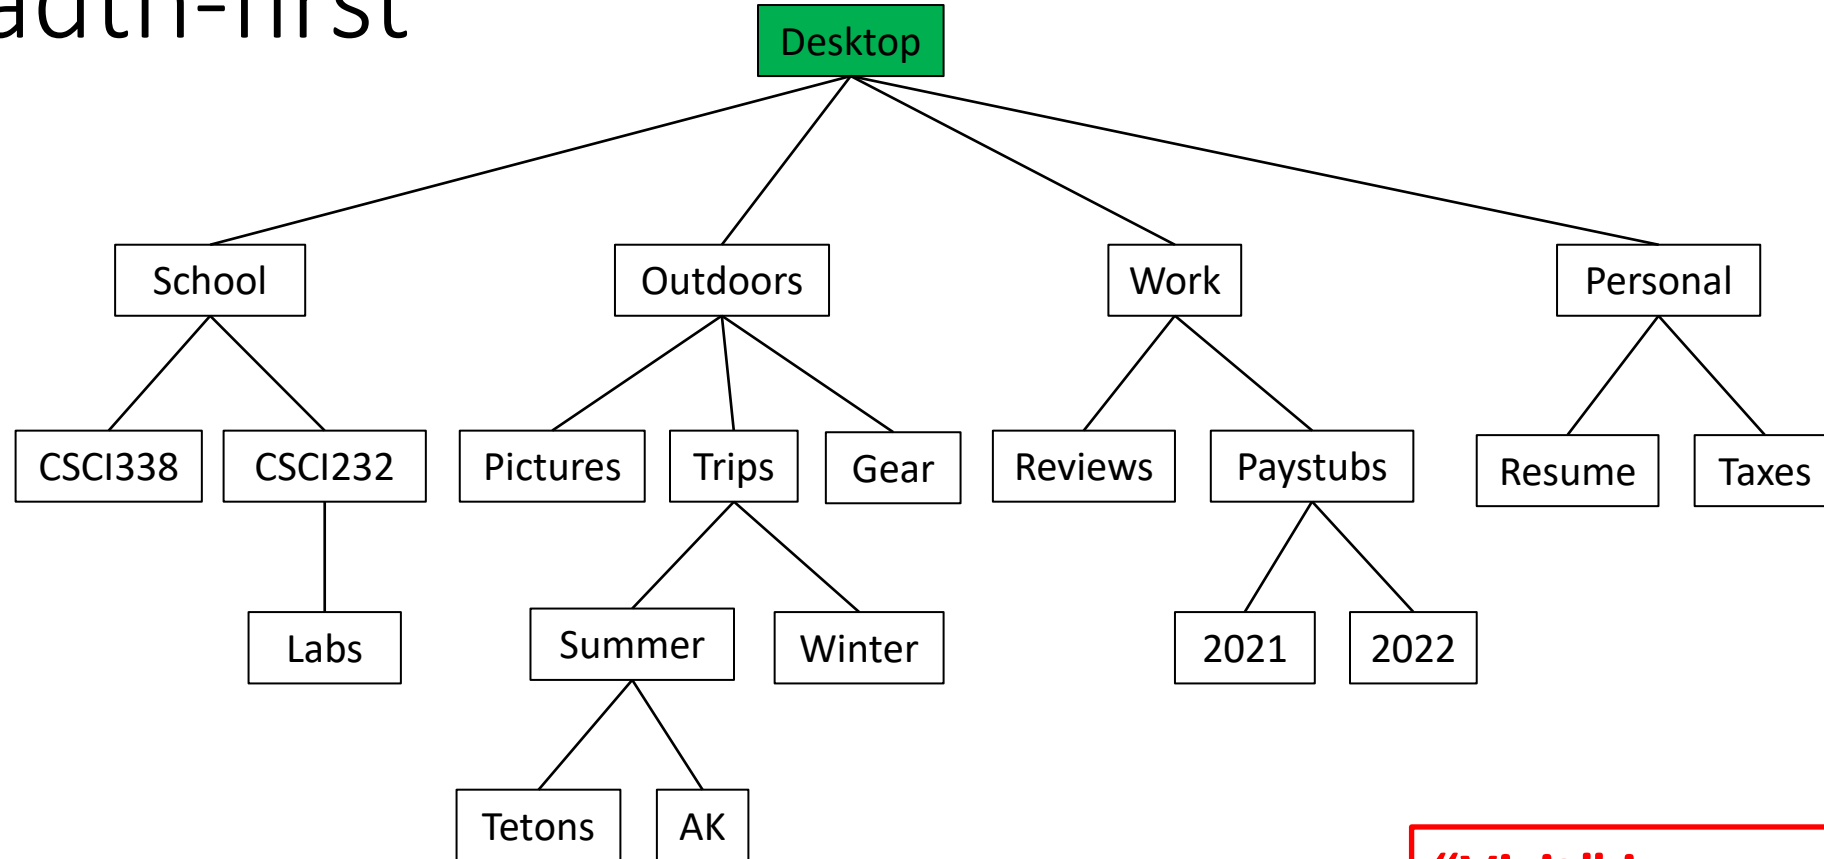 adth-first
Desktop
School Outdoors Work Personal
CSCI338 CSCI232 Pictures Trips Gear Reviews Paystubs Resume Taxes
Labs Summer Winter 2021 2022
Tetons AK